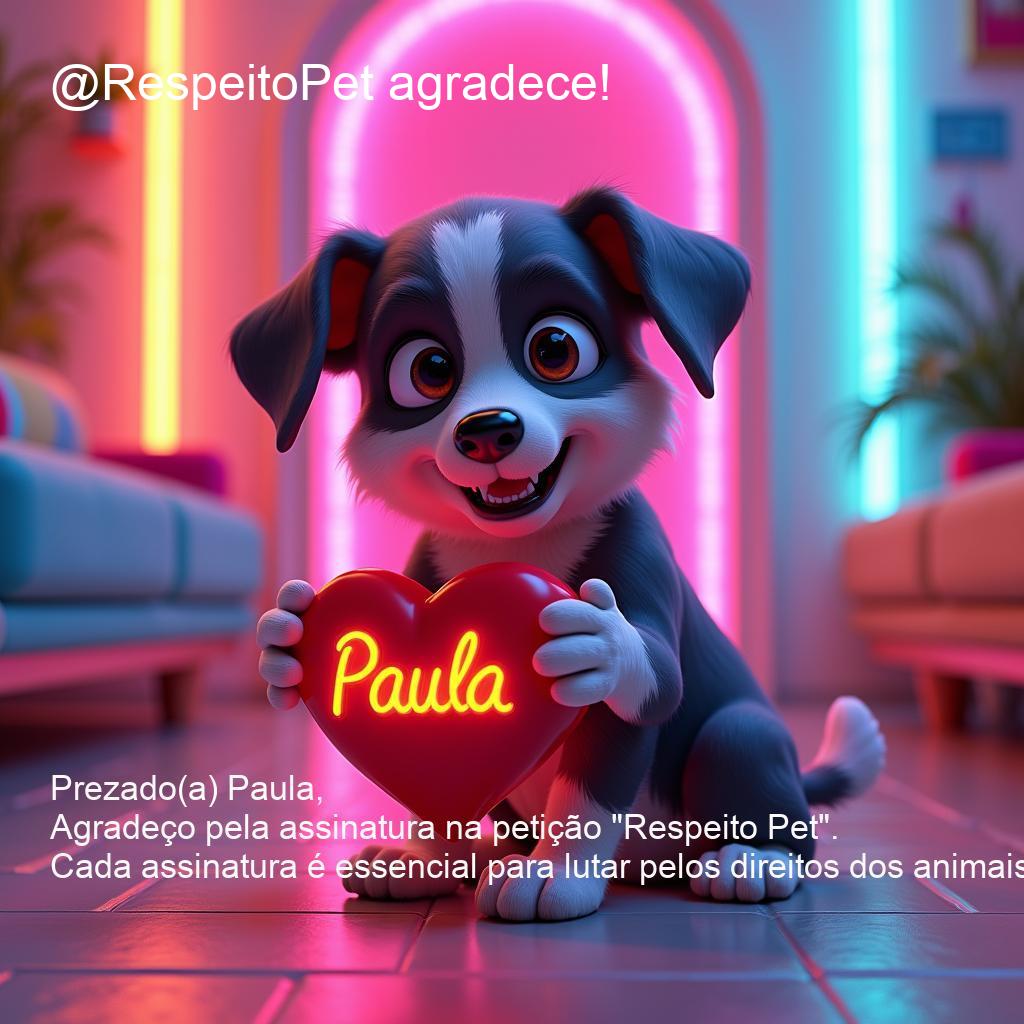 @RespeitoPet agradece!
Paula
Prezado(a) Paula,
Agradeço pela assinatura na petição "Respeito Pet".
Cada assinatura é essencial para lutar pelos direitos dos animais